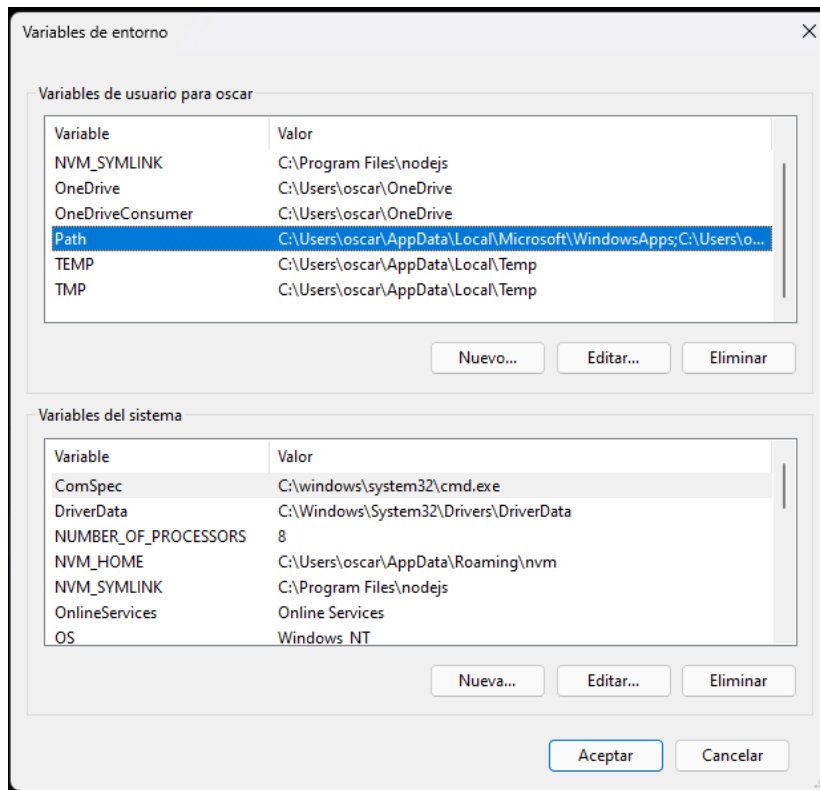 Variables de entorno
Variables de usuario para oscar
Variable Valor
NVM_SYMLINK C:\Program Files\nodejs
OneDrive C:\Users\oscar\OneDrive
OneDriveConsumer C:\Users\oscar\OneDrive
Path C:\Users\oscar\AppData\Local\Microsoft\WindowsApps;C:\Users\o...
TEMP C:\Users\oscar\AppData\Local\Temp
TMP C:\Users\oscar\AppData\Local\Temp
Nuevo... Editar... Eliminar
Variables del sistema
Variable Valor
ComSpec C:\windows\system32\cmd.exe
DriverData C:\Windows\System32\Drivers\DriverData
NUMBER_OF_PROCESSORS 8
NVM_HOME C:\Users\oscar\AppData\Roaming\nvm
NVM_SYMLINK C:\Program Files\nodejs
OnlineServices Online Services
OS Windows_NT
Nueva... Editar... Eliminar
Aceptar Cancelar